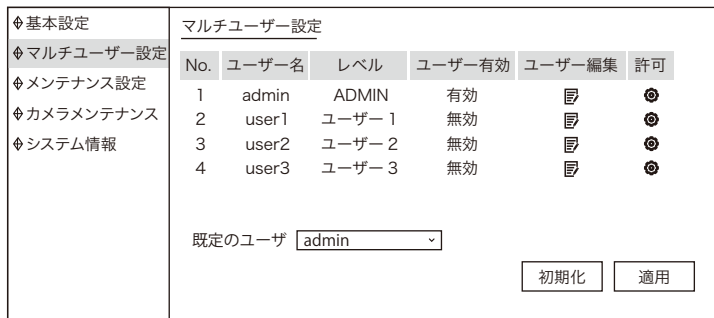 基本設定
マルチユーザー設定
メンテナンス設定
カメラメンテナンス
システム情報
マルチユーザー設定
No. ユーザー名 レベル ユーザー有効 ユーザー編集 許可
1 admin ADMIN 有効
2 user1 ユーザー 1 無効
3 user2 ユーザー 2 無効
4 user3 ユーザー 3 無効
既定のユーザ admin
初期化 適用